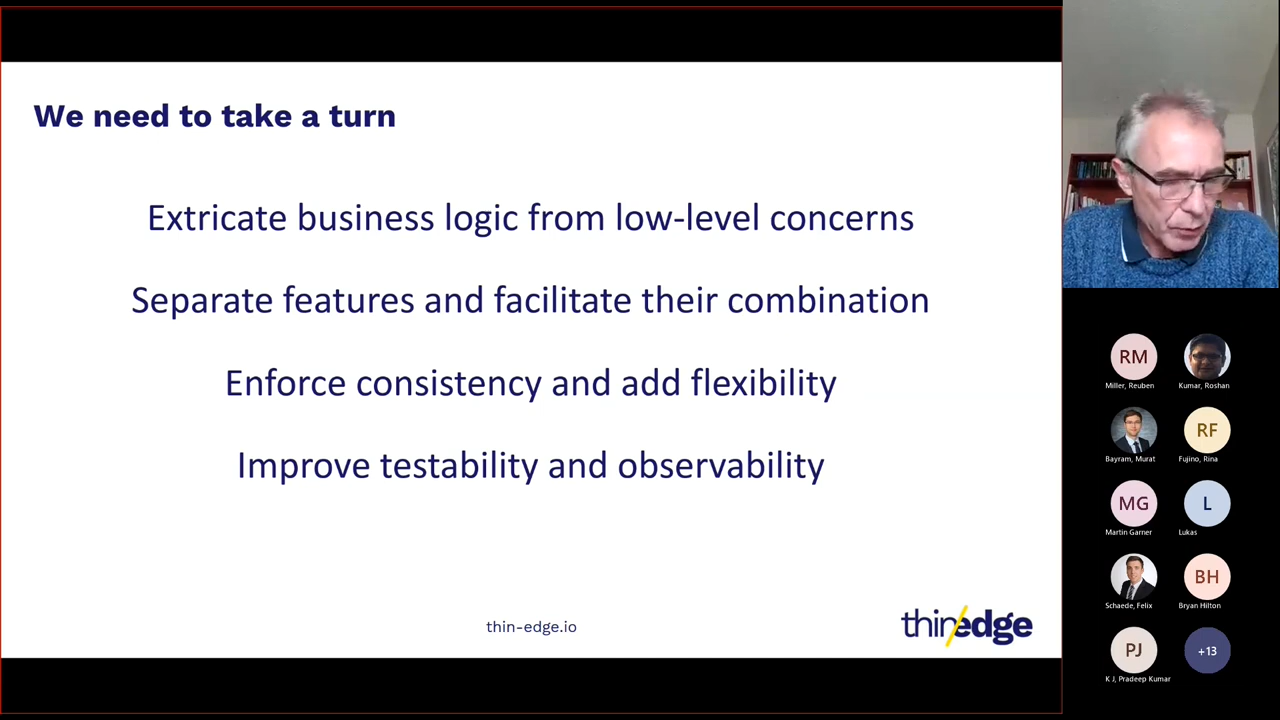 We need to take a turn
Extricate business logic from low-level concerns
Separate features and facilitate their combination
Enforce consistency and add flexibility
Improve testability and observability
thin-edge.io
thin/edge
RM
Miller, Reuben
Kumar, Roshan
Bayram, Murat
RF
Fujino, Rina
MG
Martin Garner
L
Lukas
Schaede, Felix
BH
Bryan Hilton
PJ
K J, Pradeep Kumar
+13